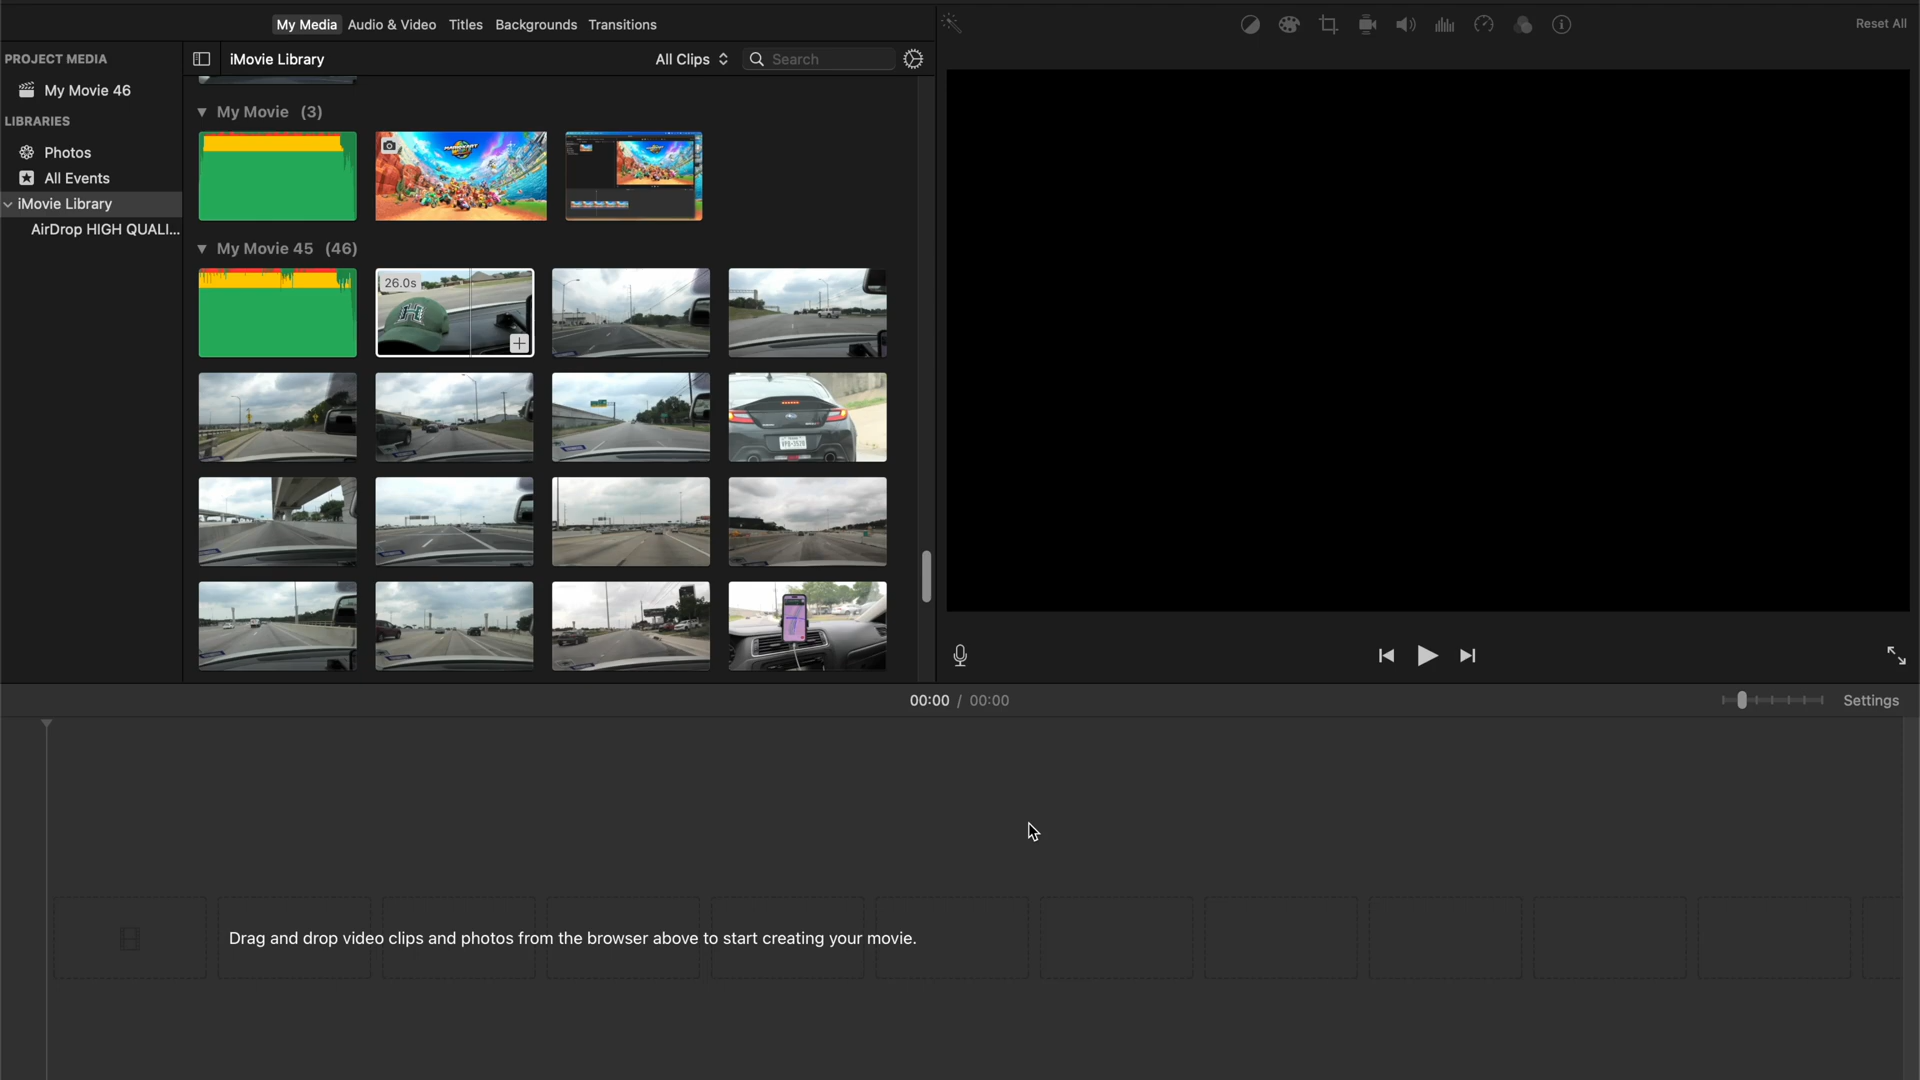 My Media Audio & Video Titles Backgrounds Transitions
Reset All
PROJECT MEDIA
iMovie Library
All Clips
Search
My Movie 46
LIBRARIES
Photos
All Events
iMovie Library
AirDrop HIGH QUALI...
My Movie (3)
My Movie 45 (46)
26.0s
H
00:00 / 00:00
Settings
Drag and drop video clips and photos from the browser above to start creating your movie.